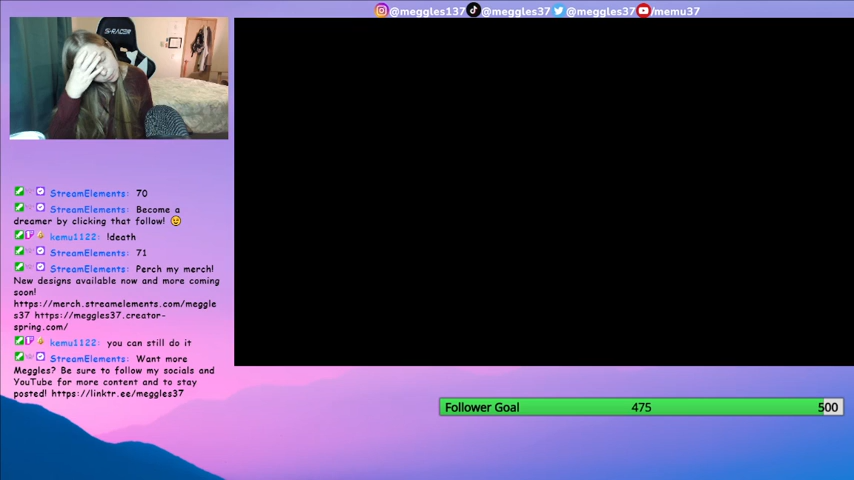 @meggles137 @meggles37 @meggles37 /memu37
S-RACER
StreamElements: 70
StreamElements: Become a
dreamer by clicking that follow! 😉
kemu1122: !death
StreamElements: 71
StreamElements: Perch my merch!
New designs available now and more coming
soon!
https://merch.streamelements.com/meggle
s37 https://meggles37.creator-
spring.com/
kemu1122: you can still do it
StreamElements: Want more
Meggles? Be sure to follow my socials and
YouTube for more content and to stay
posted! https://linktr.ee/meggles37
Follower Goal 475 500